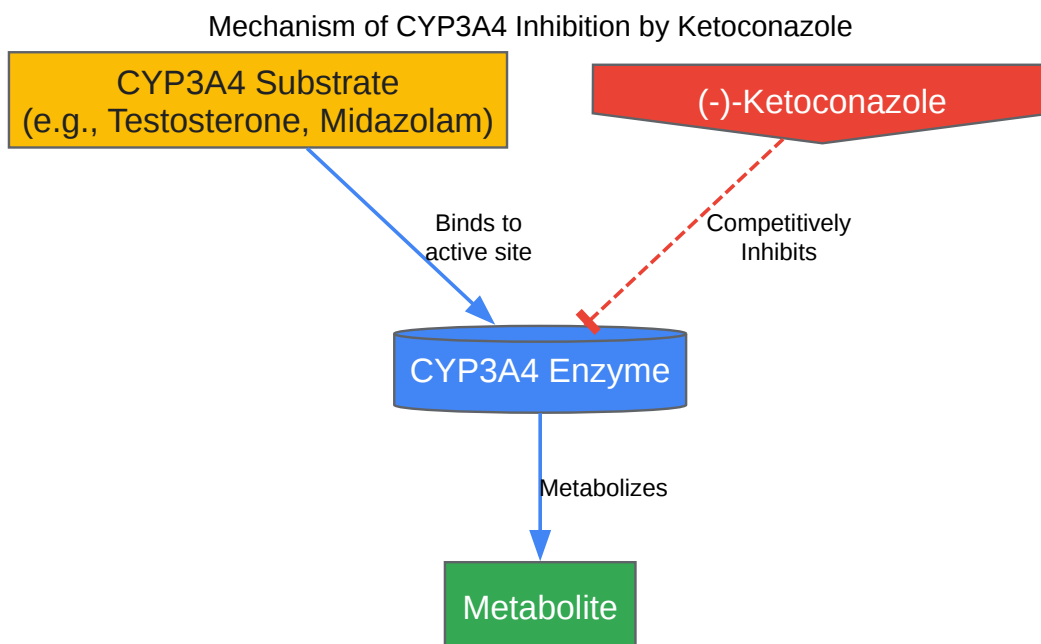 Mechanism of CYP3A4 Inhibition by Ketoconazole
CYP3A4 Substrate
(e.g., Testosterone, Midazolam)
(-)-Ketoconazole
Binds to
active site
Competitively
Inhibits
CYP3A4 Enzyme
Metabolizes
Metabolite